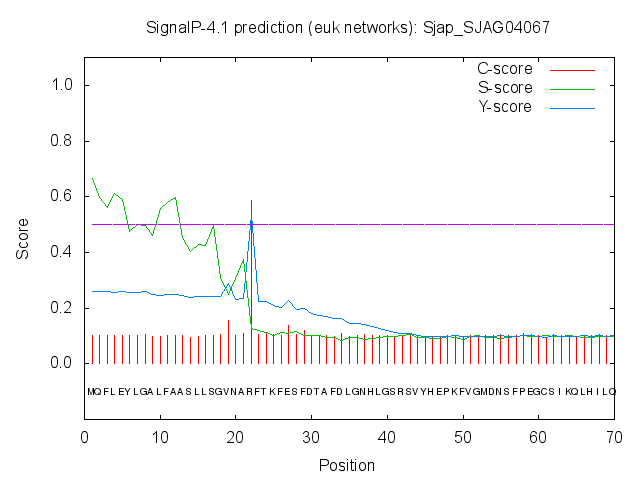 SignalP-4.1 prediction (euk networks): Sjap_SJAG04067
C-score
S-score
Y-score
1.0
0.8
0.6
0.4
0.2
0.0
Score
MQFLEYLGALFAASLLSGVNARFTKFESFDTAFDLGNHLGSRSVYHEPKFVGMDNSFPEGCSIKQLHILQ
0 10 20 30 40 50 60 70
Position